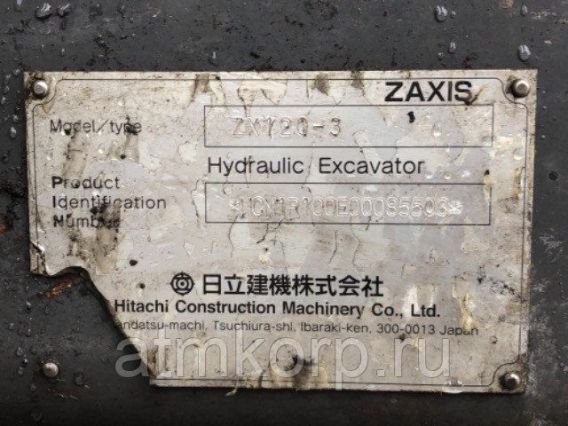 ZAXIS
Model/type ZX120-3
Hydraulic Excavator
Product
Identification
Number
日立建機株式会社
Hitachi Construction Machinery Co., Ltd.
Tsuchiura-shi, Ibaraki-ken, 300-0013 Japan
atmkorp.ru